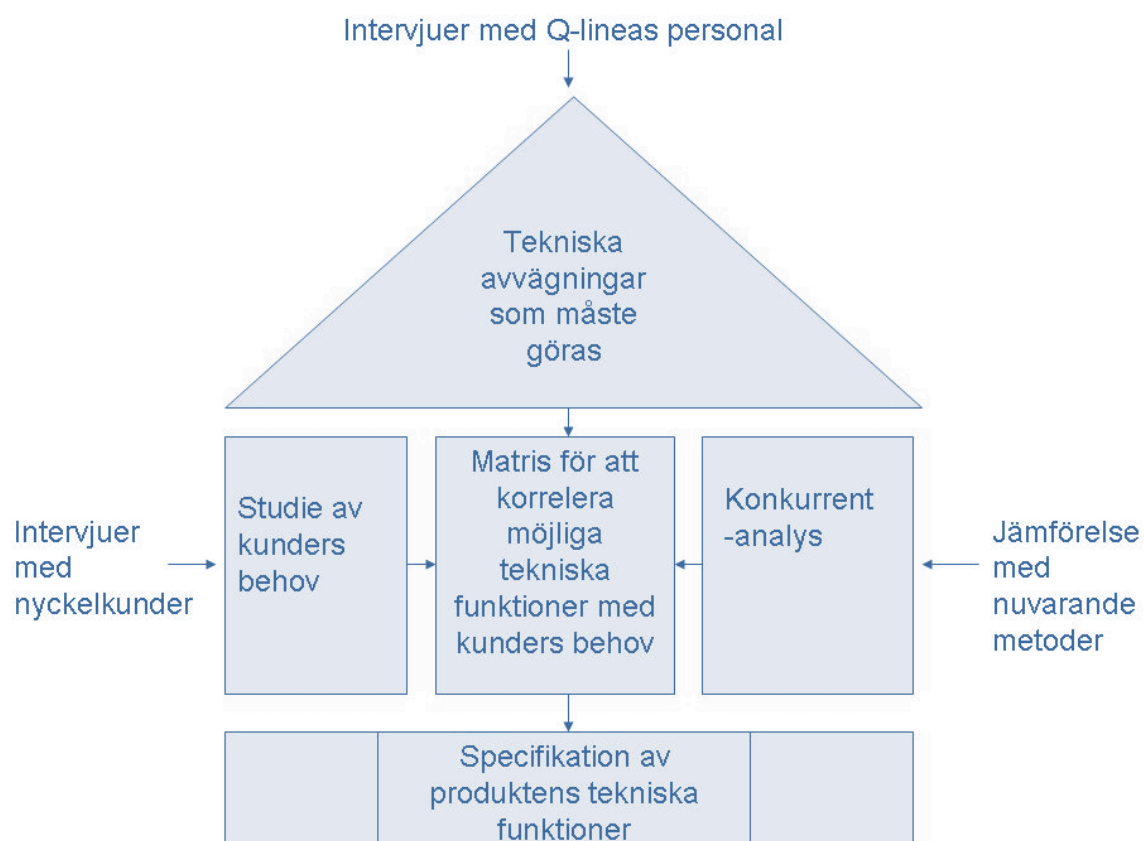 Intervjuer med Q-lineas personal
Tekniska
avvägningar
som måste
göras
Intervjuer
med
nyckelkunder
Studie av
kunders
behov
Matris för att
korrelera
möjliga
tekniska
funktioner med
kunders behov
Konkurrent
-analys
Jämförelse
med
nuvarande
metoder
Specifikation av
produktens tekniska
funktioner